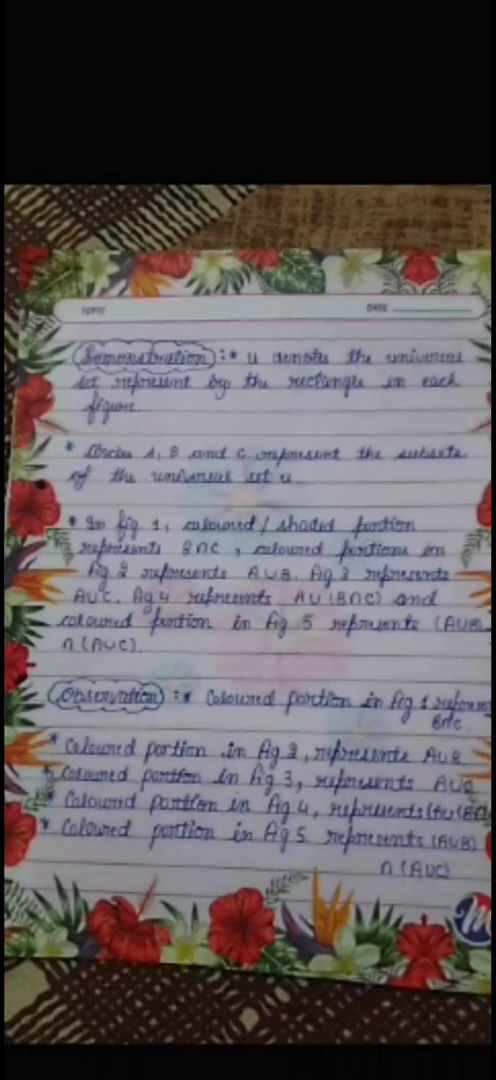 TOPIC
DATE
Demonstration :- * U denotes the universal
set represent by the rectangle in each
figure.
* Circles A, B and C represent the subsets
of the universal set U
* In fig 1, coloured / shaded portion
represents B∩C, coloured portions in
fig 2 represents A∪B. fig 3 represents
A∪C. fig 4 represents A∪(B∩C) and
coloured portion in fig 5 represents (A∪B)
∩ (A∪C).
Observation :- * Coloured portion in fig 1 represents
B∩C.
* Coloured portion in fig 2, represents A∪B.
* Coloured portion in fig 3, represents A∪C
* Coloured portion in fig 4, represents (A∪(B∩
* Coloured portion in fig 5 represents (A∪B)
∩ (A∪C)
M